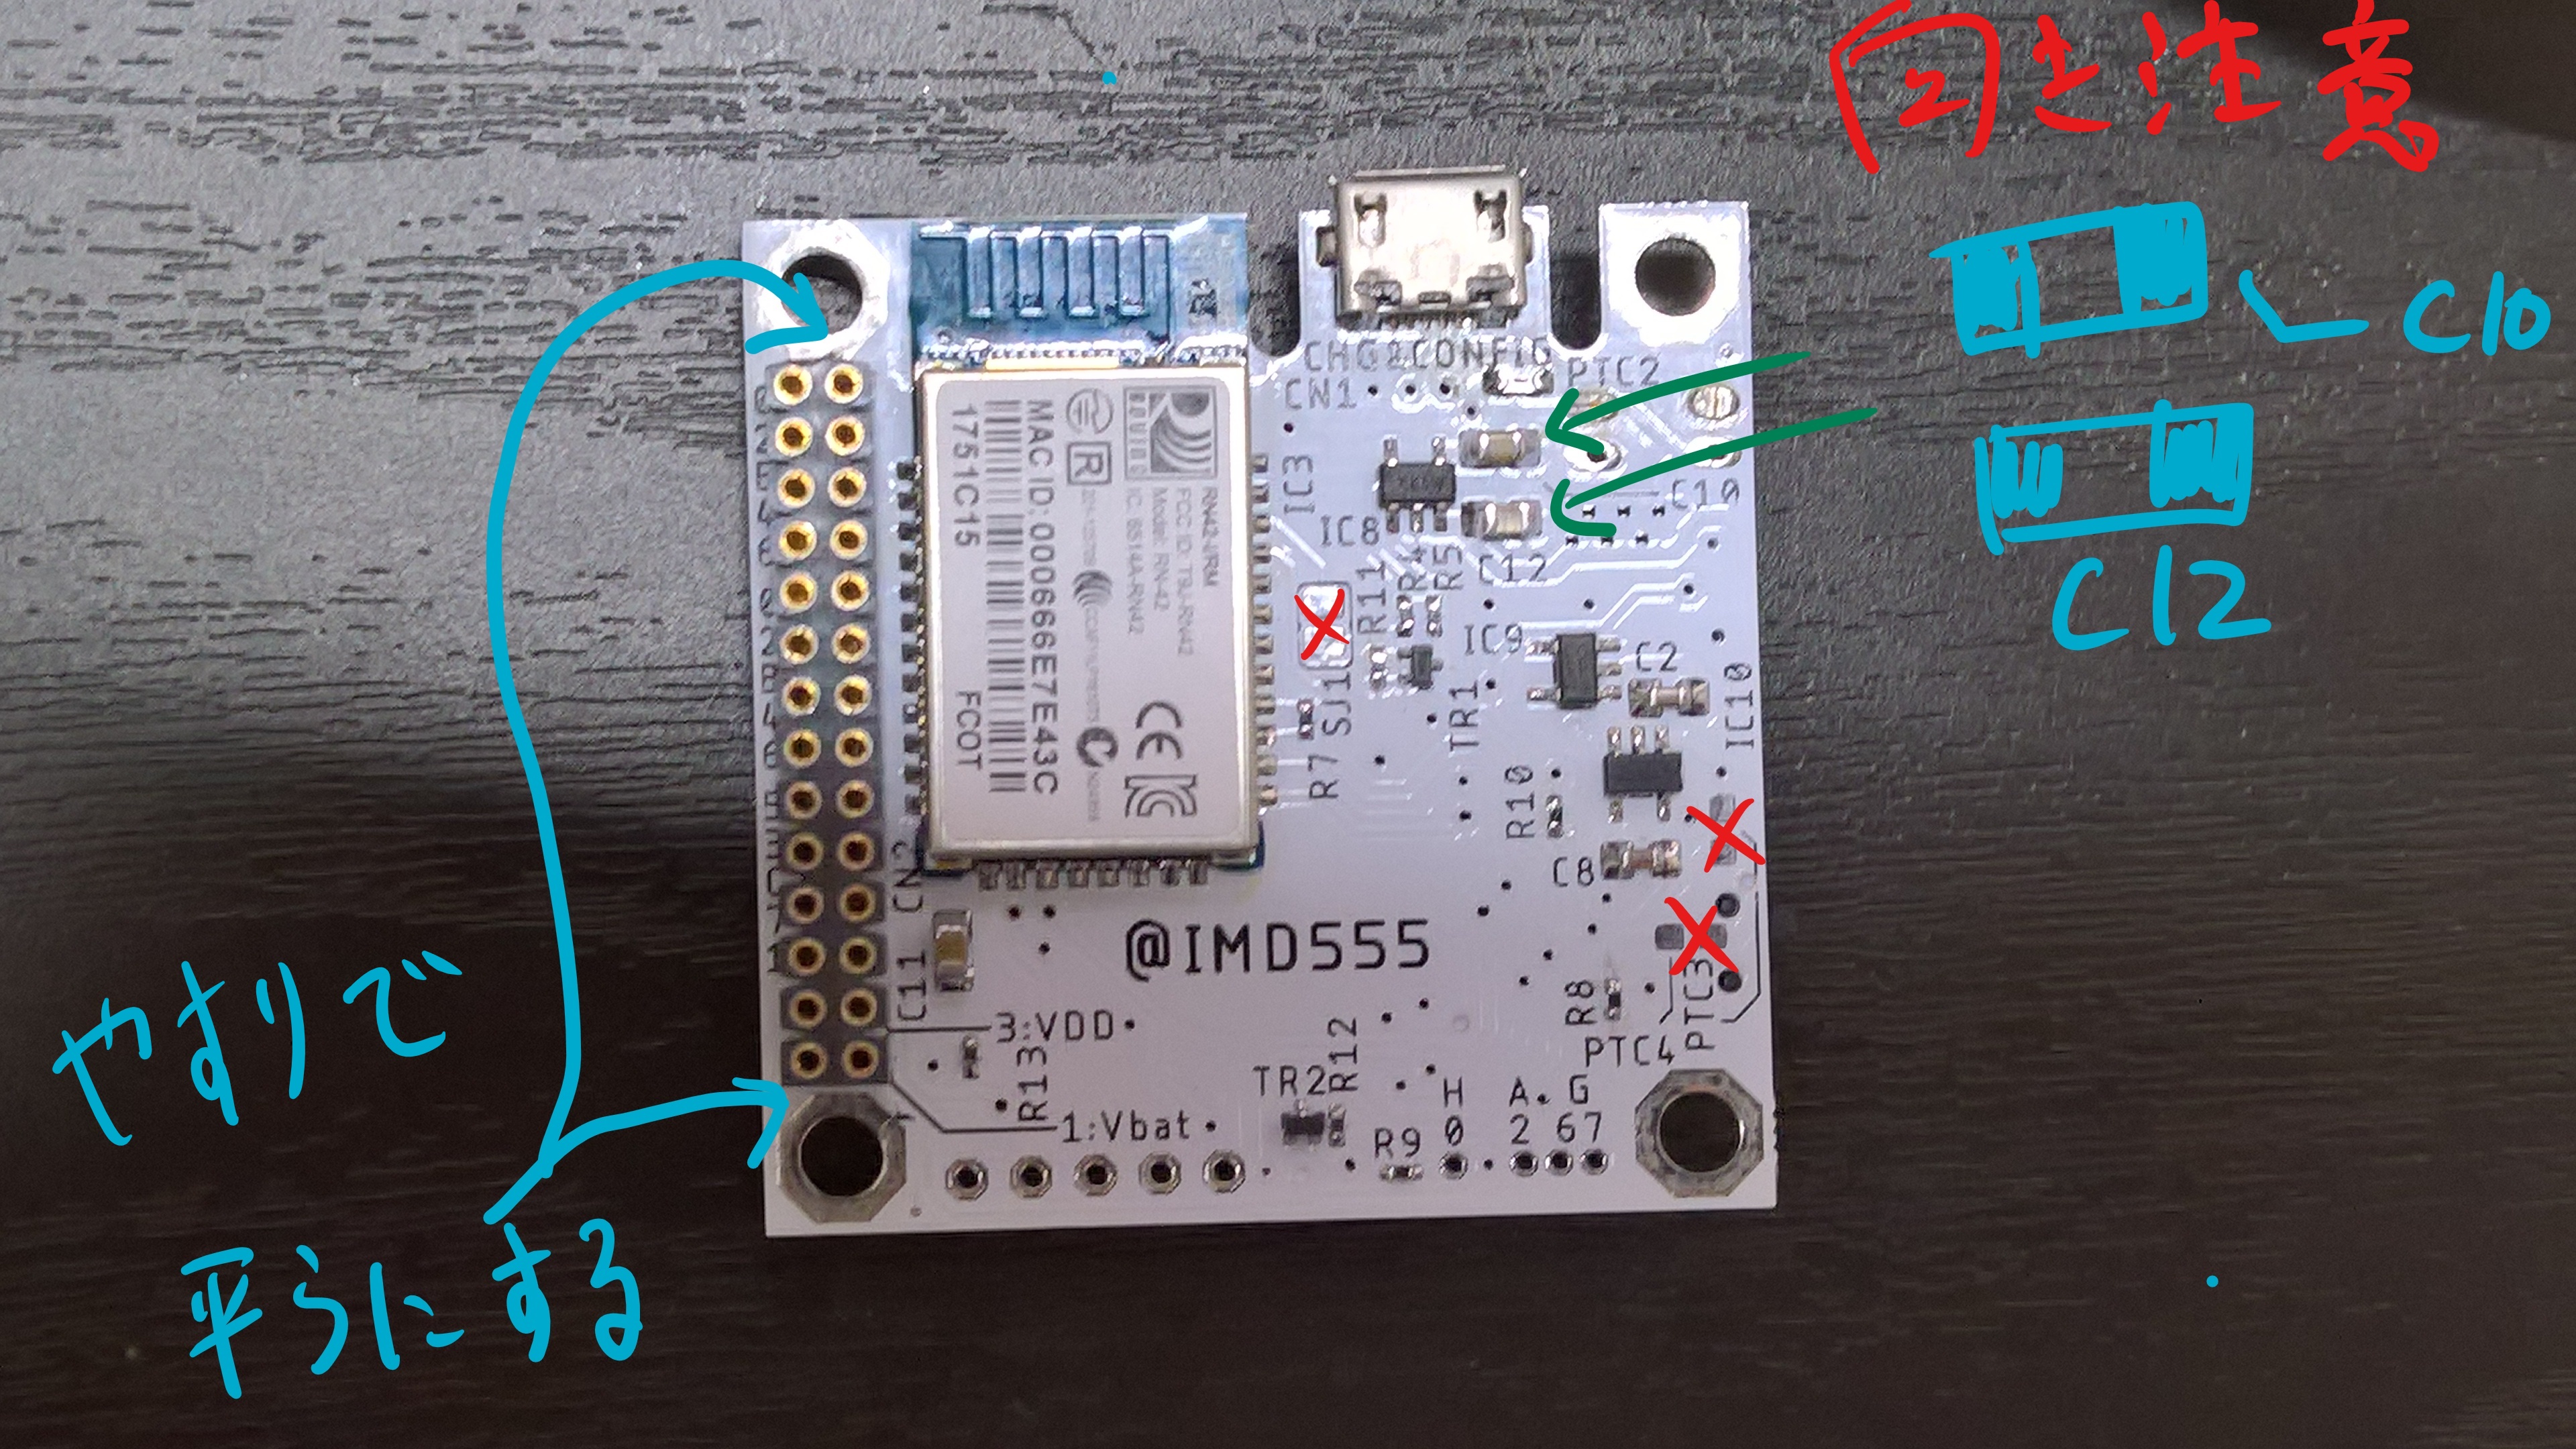 向き注意
C10
C12
やすりで
平らにする
CHG&CONFIG
CN1
PTC2
IC3
IC8
C10
C12
R11
R4
R5
SJ1
R7
TR1
IC9
C2
IC10
R10
C8
R8
PTC3
PTC4
RN42-I/RM
FCC ID: T9J-RN42
Model: RN-42
IC: 6514A-RN42
R
MAC ID:000666E7E43C
1751C15
FCOT
CE
CN2
C11
@IMD555
3:VDD
R13
1:Vbat
TR2
R12
R9
H A. G
0 2 67